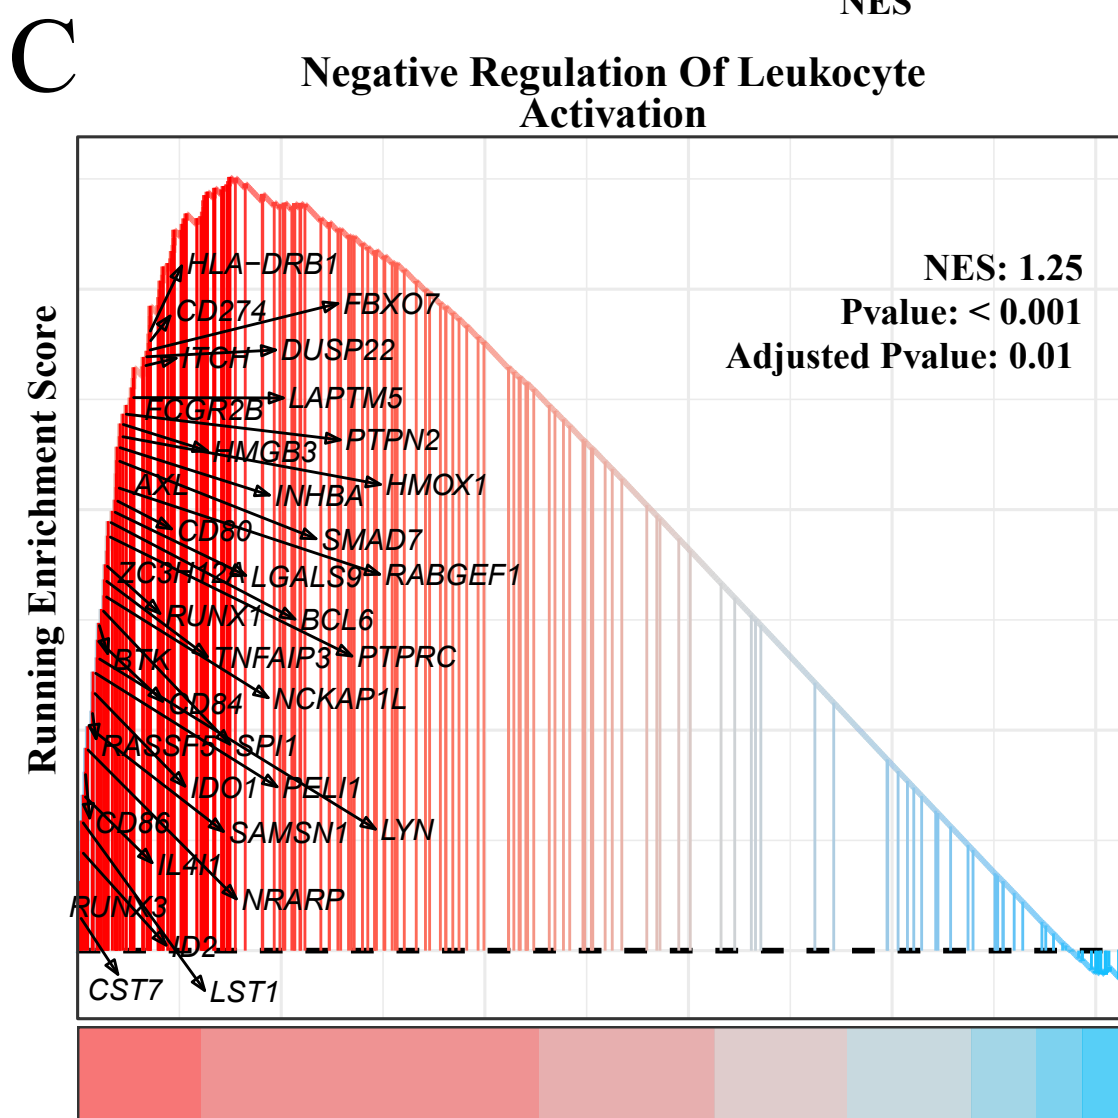 NES
C
Negative Regulation Of Leukocyte
Activation
NES: 1.25
Pvalue: < 0.001
Adjusted Pvalue: 0.01
Running Enrichment Score
HLA−DRB1
CD274
FBXO7
ITCH
DUSP22
LAPTM5
FCGR2B
PTPN2
HMGB3
AXL
INHBA
HMOX1
CD80
SMAD7
ZC3H12A
LGALS9
RABGEF1
RUNX1
BCL6
BTK
TNFAIP3
PTPRC
CD84
NCKAP1L
RASSF5
SPI1
IDO1
PELI1
CD86
SAMSN1
LYN
IL4I1
RUNX3
NRARP
ID2
CST7
LST1